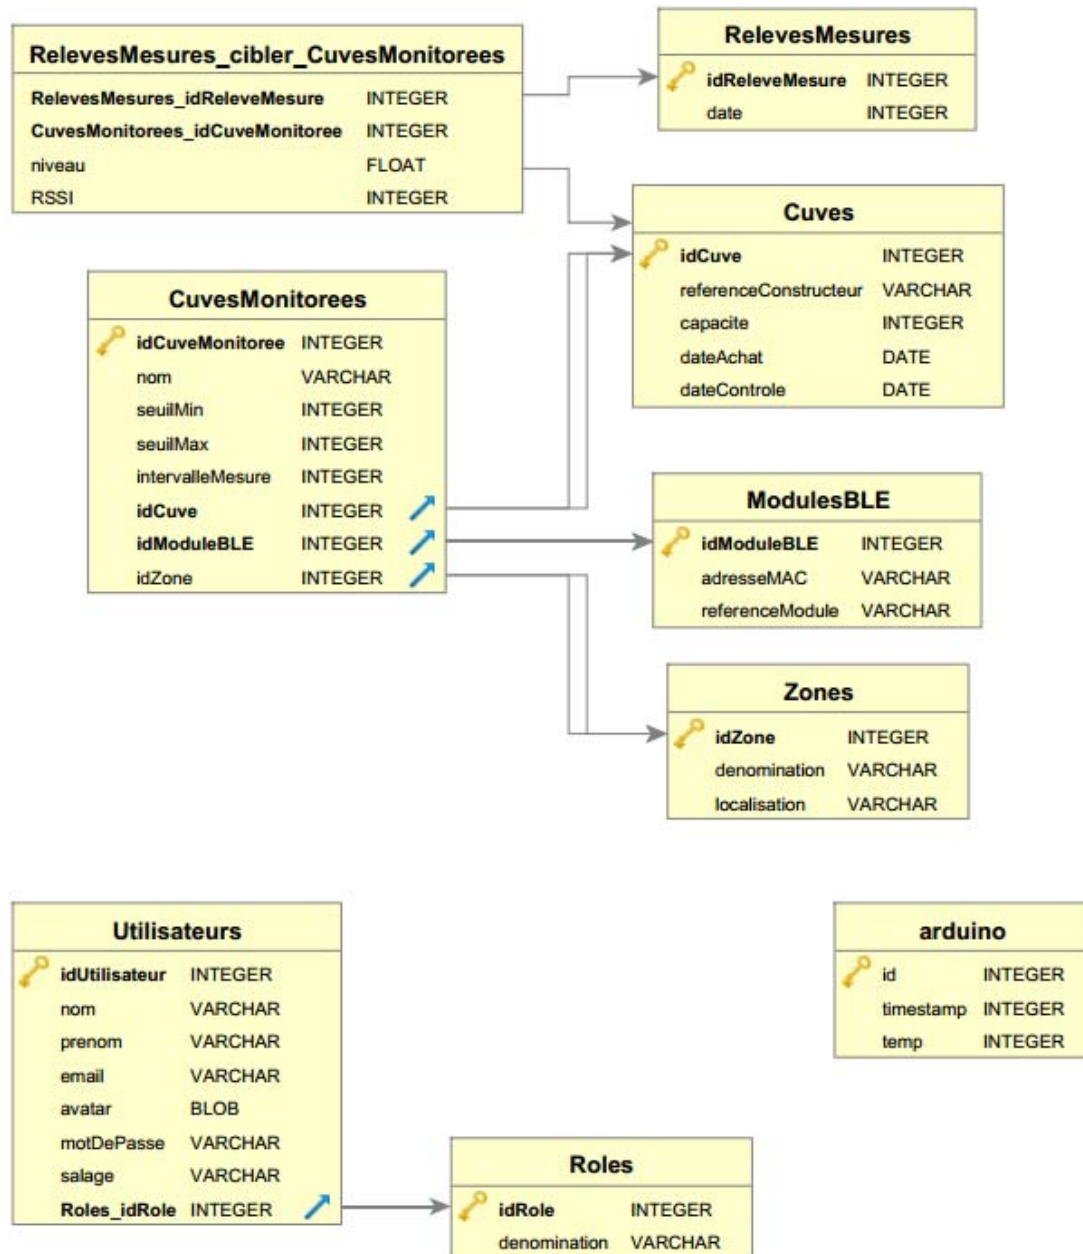 RelevesMesures_cibler_CuvesMonitorees
RelevesMesures_idReleveMesure INTEGER
CuvesMonitorees_idCuveMonitoree INTEGER
niveau FLOAT
RSSI INTEGER
RelevesMesures
idReleveMesure INTEGER
date INTEGER
Cuves
idCuve INTEGER
referenceConstructeur VARCHAR
capacite INTEGER
dateAchat DATE
dateControle DATE
CuvesMonitorees
idCuveMonitoree INTEGER
nom VARCHAR
seuilMin INTEGER
seuilMax INTEGER
intervalleMesure INTEGER
idCuve INTEGER
idModuleBLE INTEGER
idZone INTEGER
ModulesBLE
idModuleBLE INTEGER
adresseMAC VARCHAR
referenceModule VARCHAR
Zones
idZone INTEGER
denomination VARCHAR
localisation VARCHAR
Utilisateurs
idUtilisateur INTEGER
nom VARCHAR
prenom VARCHAR
email VARCHAR
avatar BLOB
motDePasse VARCHAR
salage VARCHAR
Roles_idRole INTEGER
arduino
id INTEGER
timestamp INTEGER
temp INTEGER
Roles
idRole INTEGER
denomination VARCHAR